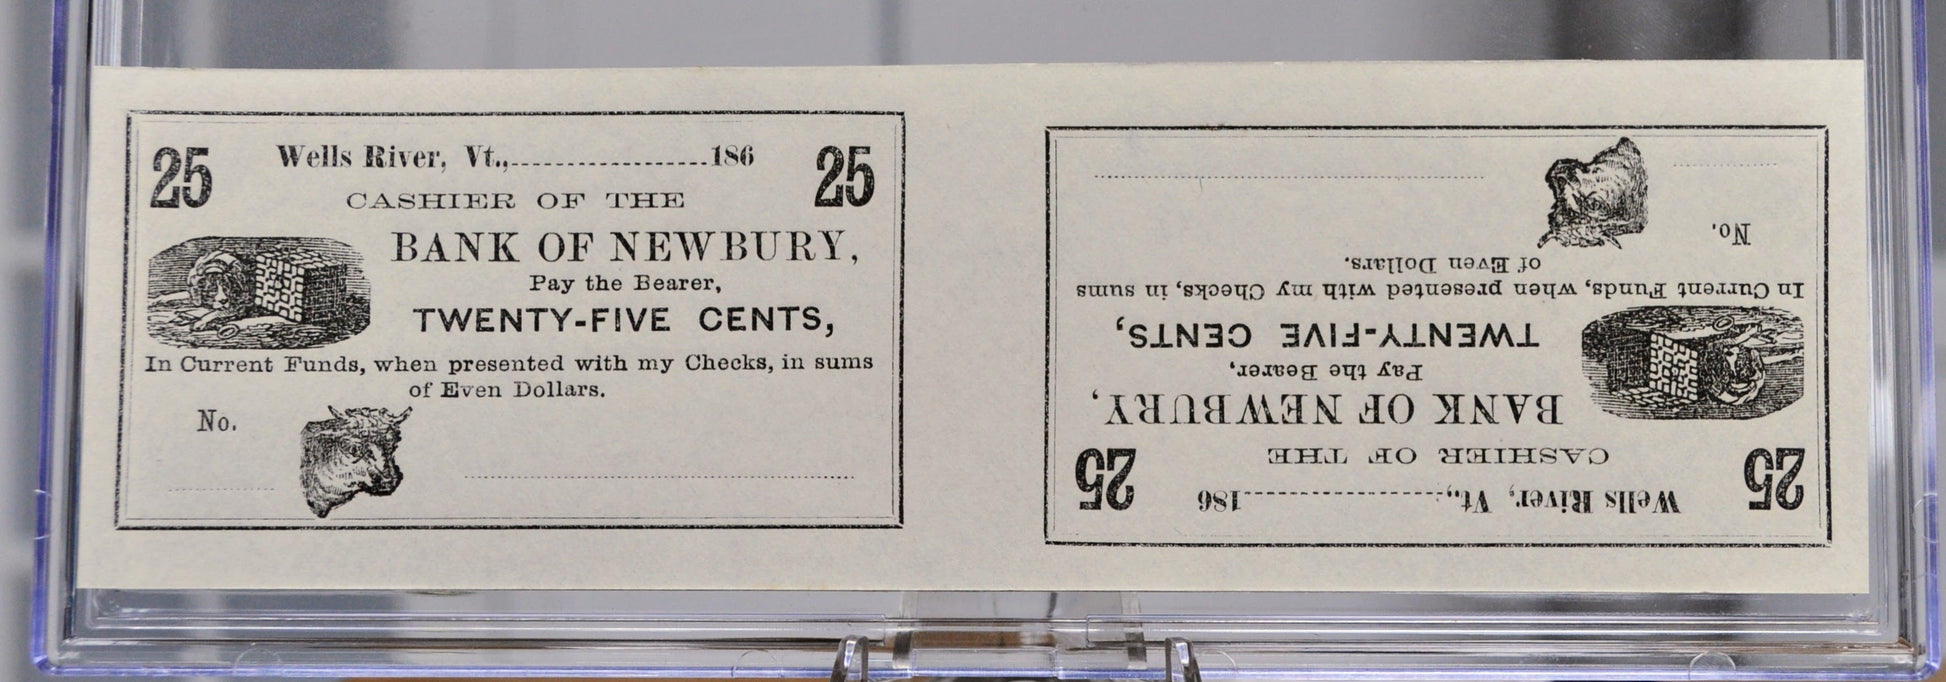 25 Wells River, Vt.,....................186 25
CASHIER OF THE
BANK OF NEWBURY,
Pay the Bearer,
TWENTY-FIVE CENTS,
In Current Funds, when presented with my Checks, in sums
of Even Dollars.
No.
25 Wells River, Vt.,....................186 25
CASHIER OF THE
BANK OF NEWBURY,
Pay the Bearer,
TWENTY-FIVE CENTS,
In Current Funds, when presented with my Checks, in sums
of Even Dollars.
No.